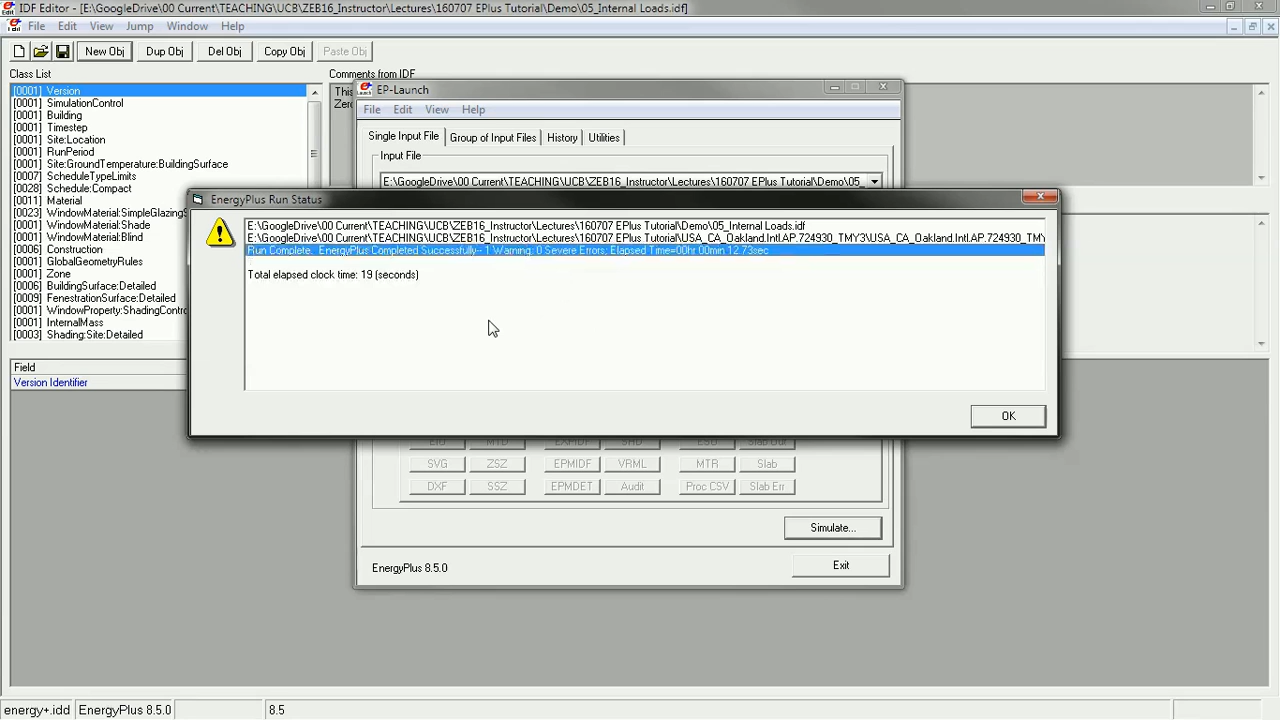 IDF Editor - [E:\GoogleDrive\00 Current\TEACHING\UCB\ZEB16_Instructor\Lectures\160707 EPlus Tutorial\Demo\05_Internal Loads.idf]
File Edit View Jump Window Help
New Obj Dup Obj Del Obj Copy Obj Paste Obj
Class List
Comments from IDF
[0001] Version
[0001] SimulationControl
[0001] Building
[0001] Timestep
[0001] Site:Location
[0001] RunPeriod
[0001] Site:GroundTemperature:BuildingSurface
[0007] ScheduleTypeLimits
[0028] Schedule:Compact
[0011] Material
[0023] WindowMaterial:SimpleGlazingS
[0001] WindowMaterial:Shade
[0001] WindowMaterial:Blind
[0006] Construction
[0001] GlobalGeometryRules
[0001] Zone
[0006] BuildingSurface:Detailed
[0009] FenestrationSurface:Detailed
[0001] WindowProperty:ShadingContro
[0001] InternalMass
[0003] Shading:Site:Detailed
This
Zero
EP-Launch
File Edit View Help
Single Input File Group of Input Files History Utilities
Input File
E:\GoogleDrive\00 Current\TEACHING\UCB\ZEB16_Instructor\Lectures\160707 EPlus Tutorial\Demo\05_
EnergyPlus Run Status
E:\GoogleDrive\00 Current\TEACHING\UCB\ZEB16_Instructor\Lectures\160707 EPlus Tutorial\Demo\05_Internal Loads.idf
E:\GoogleDrive\00 Current\TEACHING\UCB\ZEB16_Instructor\Lectures\160707 EPlus Tutorial\USA_CA_Oakland.Intl.AP.724930_TMY3\USA_CA_Oakland.Intl.AP.724930_TMY
Run Complete. EnergyPlus Completed Successfully-- 1 Warning; 0 Severe Errors; Elapsed Time=00hr 00min 12.73sec
Total elapsed clock time: 19 (seconds)
OK
Field
Version Identifier
SVG ZSZ EPMIDF VRML MTR Slab
DXF SSZ EPMDET Audit Proc CSV Slab Err
Simulate...
EnergyPlus 8.5.0
Exit
energy+.idd EnergyPlus 8.5.0 8.5